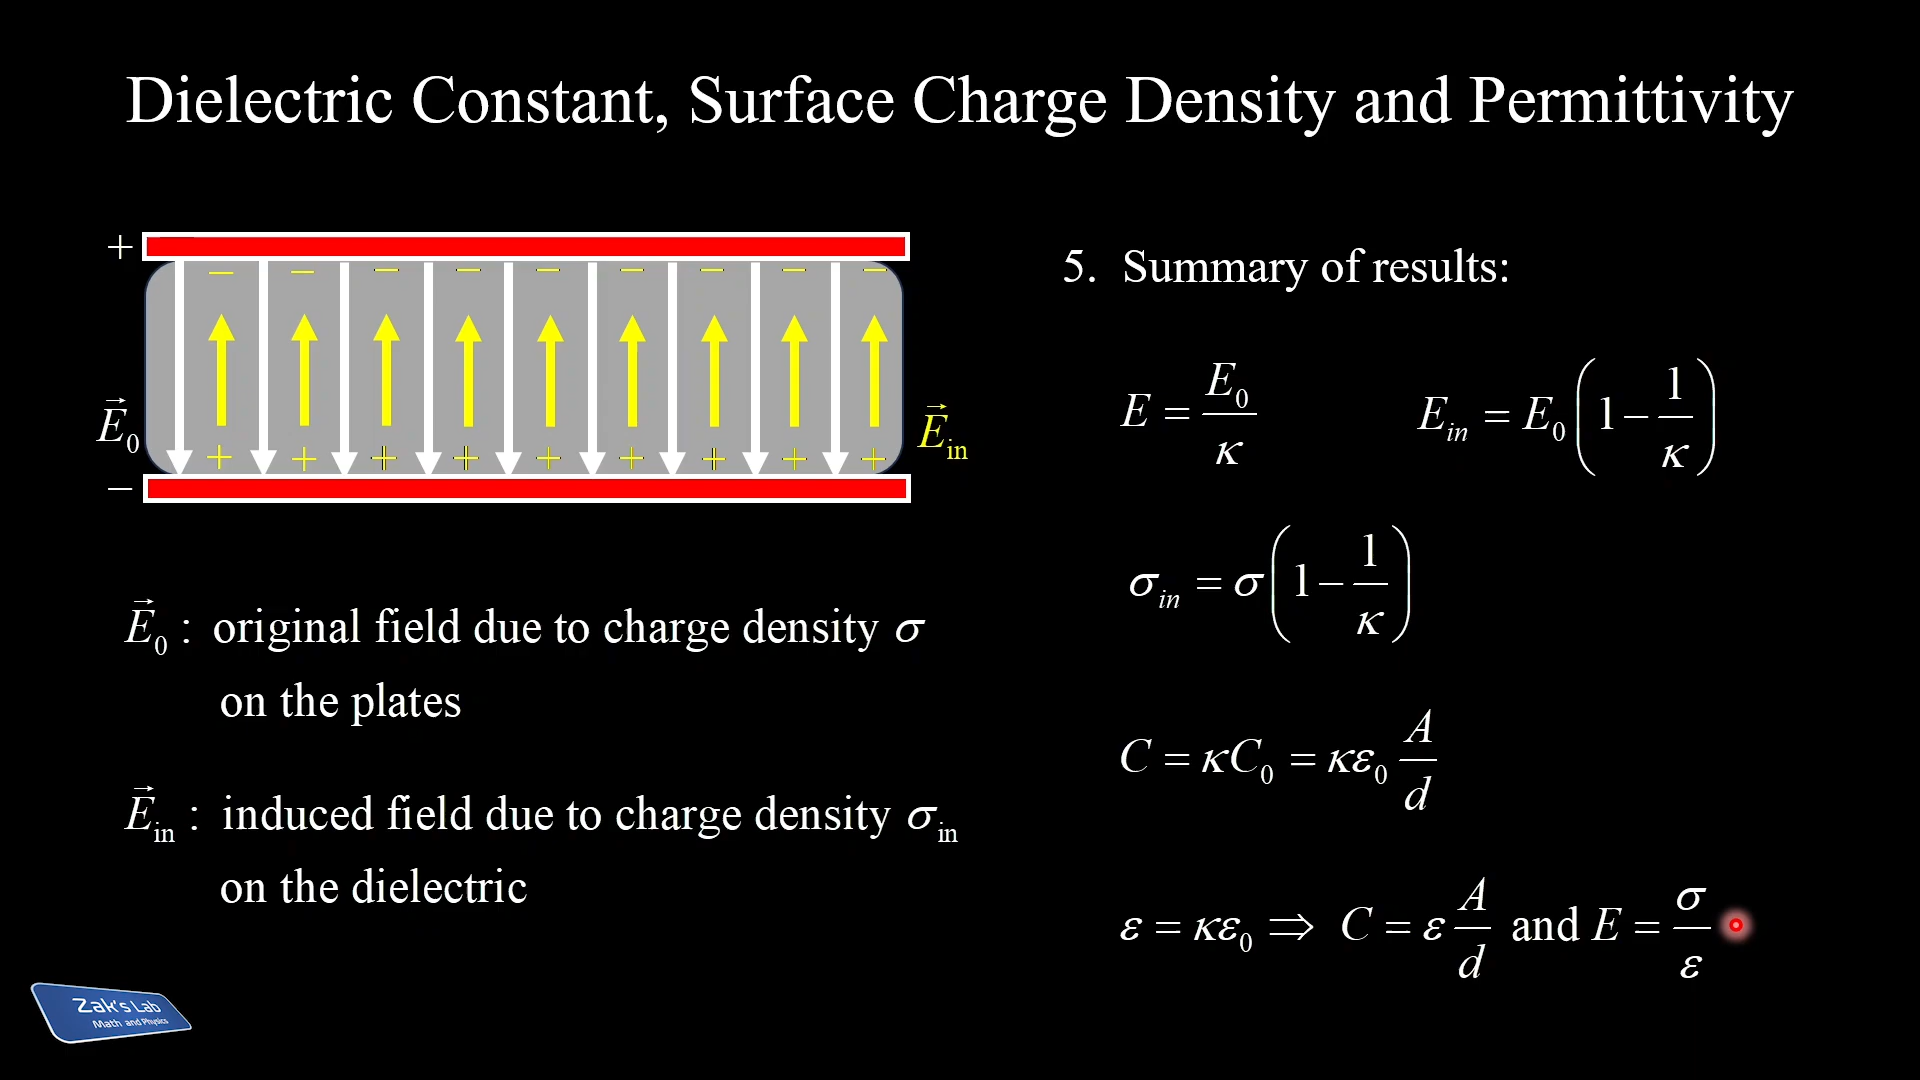 Dielectric Constant, Surface Charge Density and Permittivity
+
− − − − − − − − −
E⃗₀
E⃗ᵢₙ
+ + + + + + + + +
−
E⃗₀ : original field due to charge density σ
on the plates
E⃗ᵢₙ : induced field due to charge density σᵢₙ
on the dielectric
5. Summary of results:
E = E₀/κ
Eᵢₙ = E₀(1 − 1/κ)
σᵢₙ = σ(1 − 1/κ)
C = κC₀ = κε₀ A/d
ε = κε₀ ⇒ C = ε A/d and E = σ/ε
Zak's Lab
Math and Physics